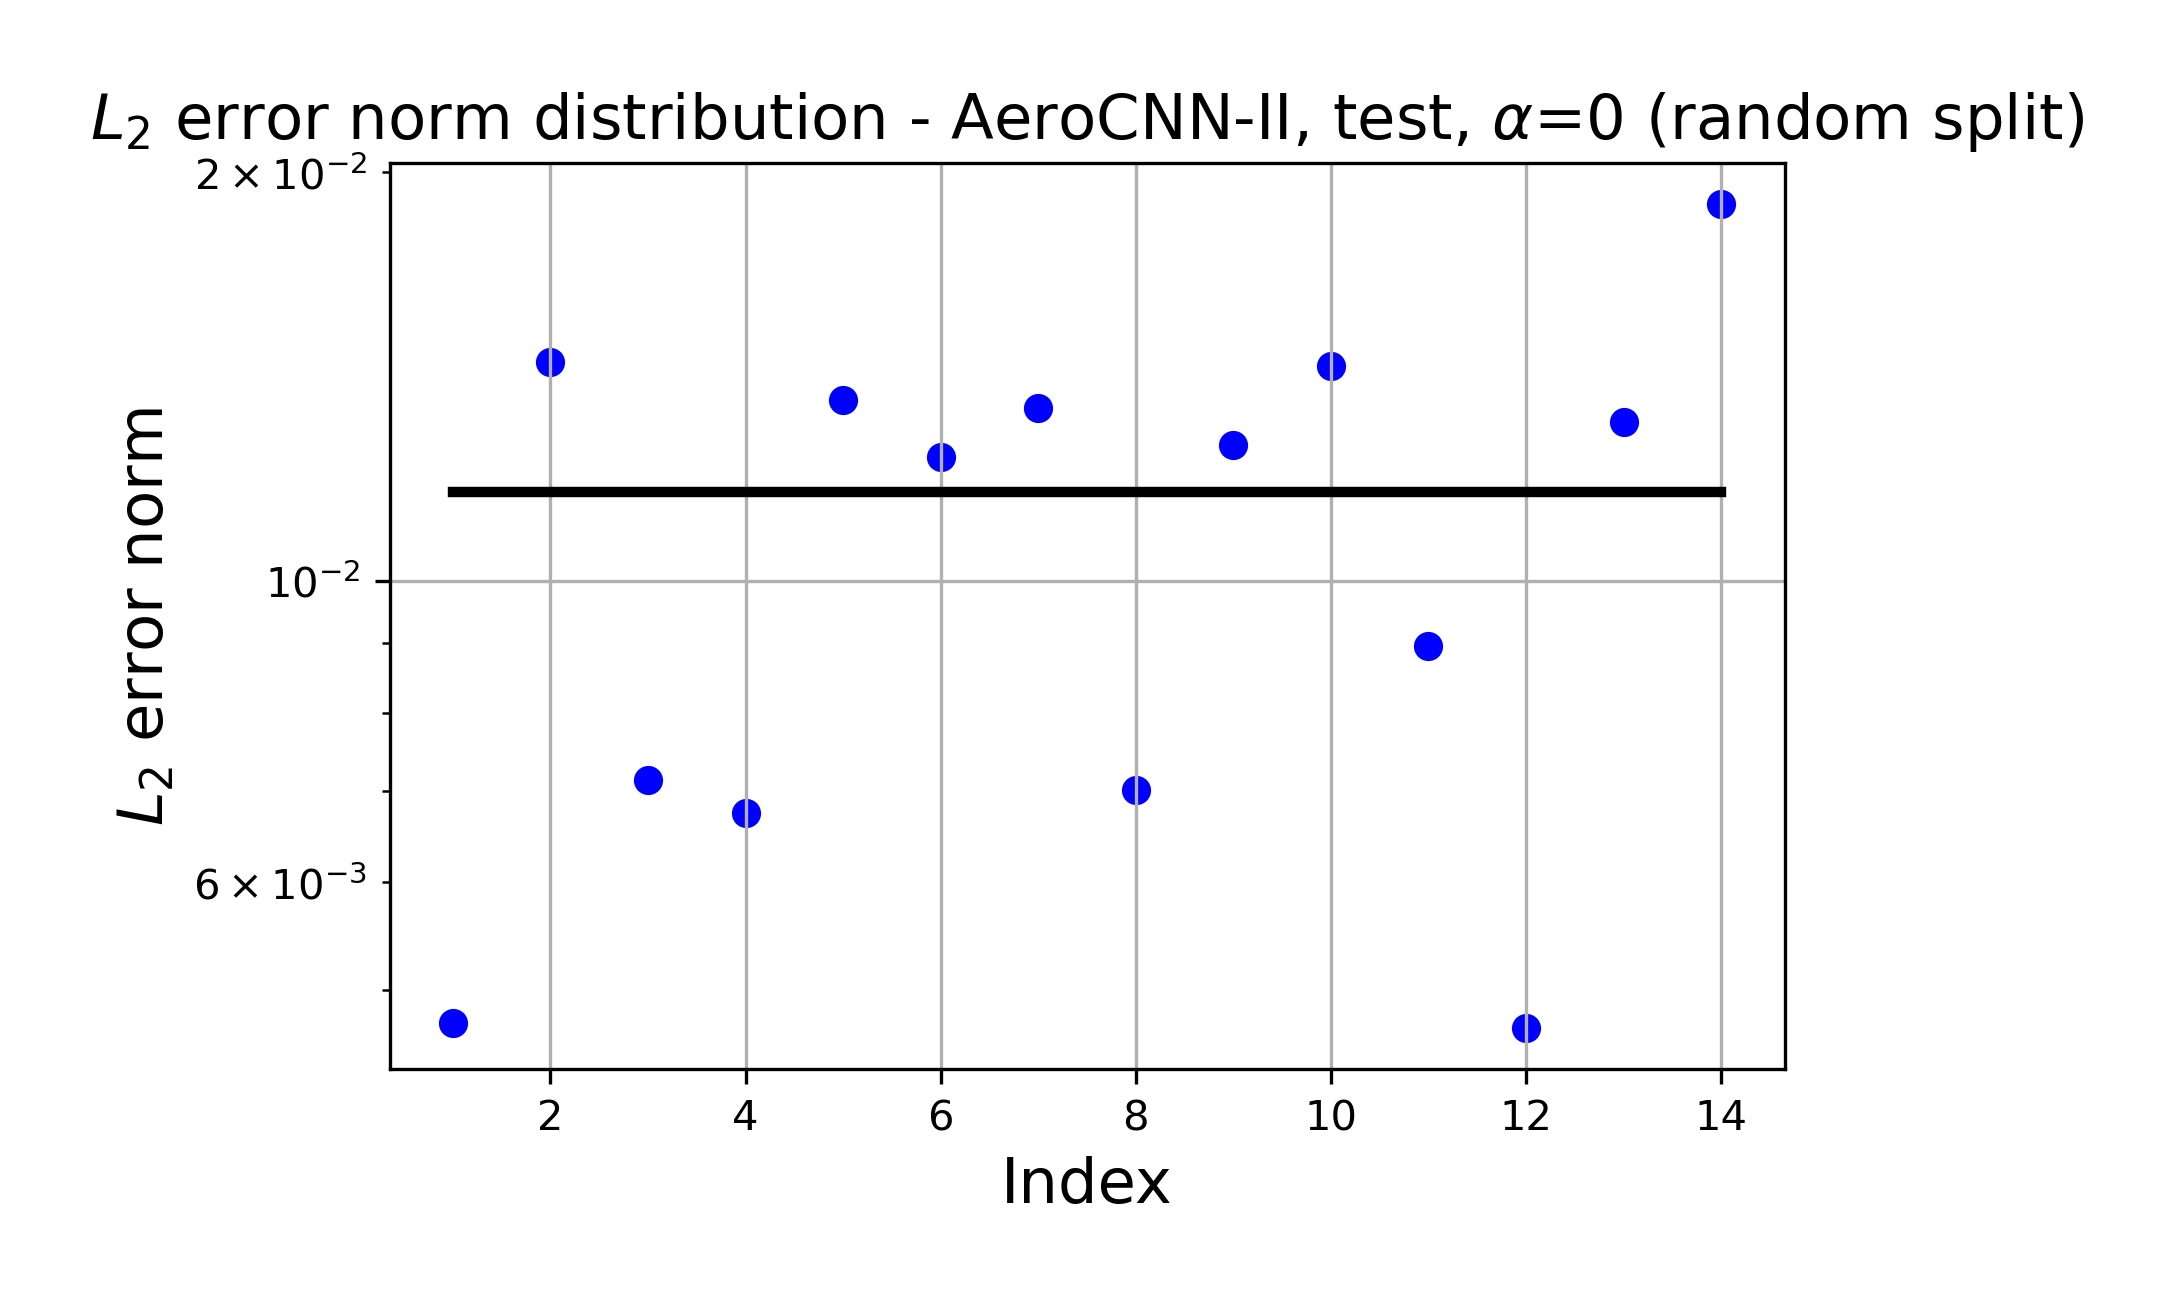 L₂ error norm distribution - AeroCNN-II, test, α=0 (random split)
2 × 10⁻²
10⁻²
6 × 10⁻³
L₂ error norm
2 4 6 8 10 12 14
Index